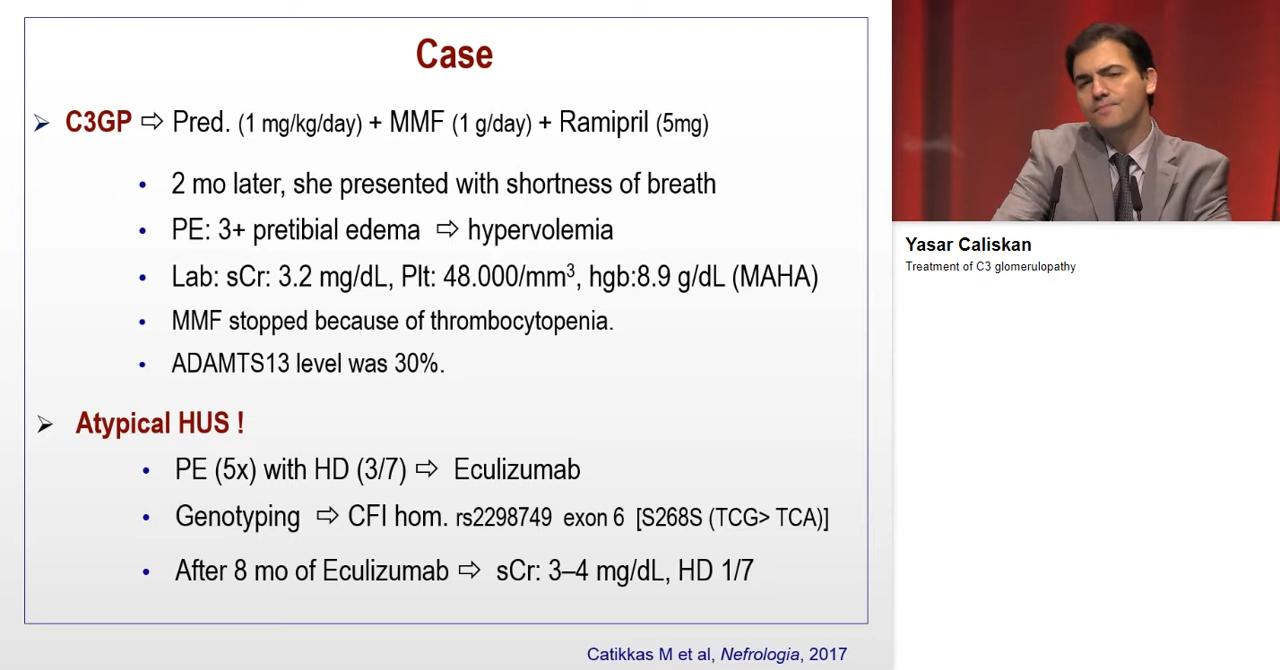 Case
➢ C3GP ⇨ Pred. (1 mg/kg/day) + MMF (1 g/day) + Ramipril (5mg)
• 2 mo later, she presented with shortness of breath
• PE: 3+ pretibial edema ⇨ hypervolemia
• Lab: sCr: 3.2 mg/dL, Plt: 48.000/mm³, hgb:8.9 g/dL (MAHA)
• MMF stopped because of thrombocytopenia.
• ADAMTS13 level was 30%.
➢ Atypical HUS !
• PE (5x) with HD (3/7) ⇨ Eculizumab
• Genotyping ⇨ CFI hom. rs2298749 exon 6 [S268S (TCG> TCA)]
• After 8 mo of Eculizumab ⇨ sCr: 3–4 mg/dL, HD 1/7
Catikkas M et al, Nefrologia, 2017
Yasar Caliskan
Treatment of C3 glomerulopathy